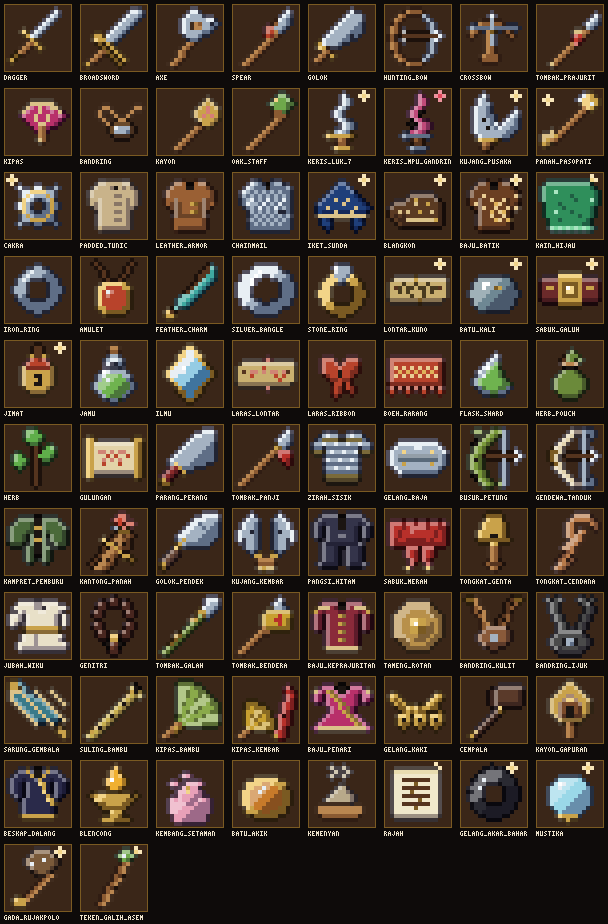 DAGGER BROADSWORD AXE SPEAR GOLOK HUNTING_BOW CROSSBOW TOMBAK_PRAJURIT
KIPAS BANDRING KAYON OAK_STAFF KERIS_LUK_7 KERIS_MPU_GANDRIN KUJANG_PUSAKA PANAH_PASOPATI
CAKRA PADDED_TUNIC LEATHER_ARMOR CHAINMAIL IKET_SUNDA BLANGKON BAJU_BATIK KAIN_HIJAU
IRON_RING AMULET FEATHER_CHARM SILVER_BANGLE STONE_RING LONTAR_KUNO BATU_KALI SABUK_GALUH
JIMAT JAMU ILMU LARAS_LONTAR LARAS_RIBBON BOEH_RARANG FLASK_SHARD HERB_POUCH
HERB GULUNGAN PARANG_PERANG TOMBAK_PANJI ZIRAH_SISIK GELANG_BAJA BUSUR_PETUNG GENDEWA_TANDUK
KAMPRET_PEMBURU KANTONG_PANAH GOLOK_PENDEK KUJANG_KEMBAR PANGSI_HITAM SABUK_MERAH TONGKAT_GENTA TONGKAT_CENDANA
JUBAH_WIKU GENITRI TOMBAK_GALAH TOMBAK_BENDERA BAJU_KEPRAJURITAN TAMENG_ROTAN BANDRING_KULIT BANDRING_IJUK
SARUNG_GEMBALA SULING_BAMBU KIPAS_BAMBU KIPAS_KEMBAR BAJU_PENARI GELANG_KAKI CEMPALA KAYON_GAPURAN
BESKAP_DALANG BLENCONG KEMBANG_SETAMAN BATU_AKIK KEMENYAN RAJAH GELANG_AKAR_BAHAR MUSTIKA
GADA_RUJAKPOLO TEKEN_GALIH_ASEM